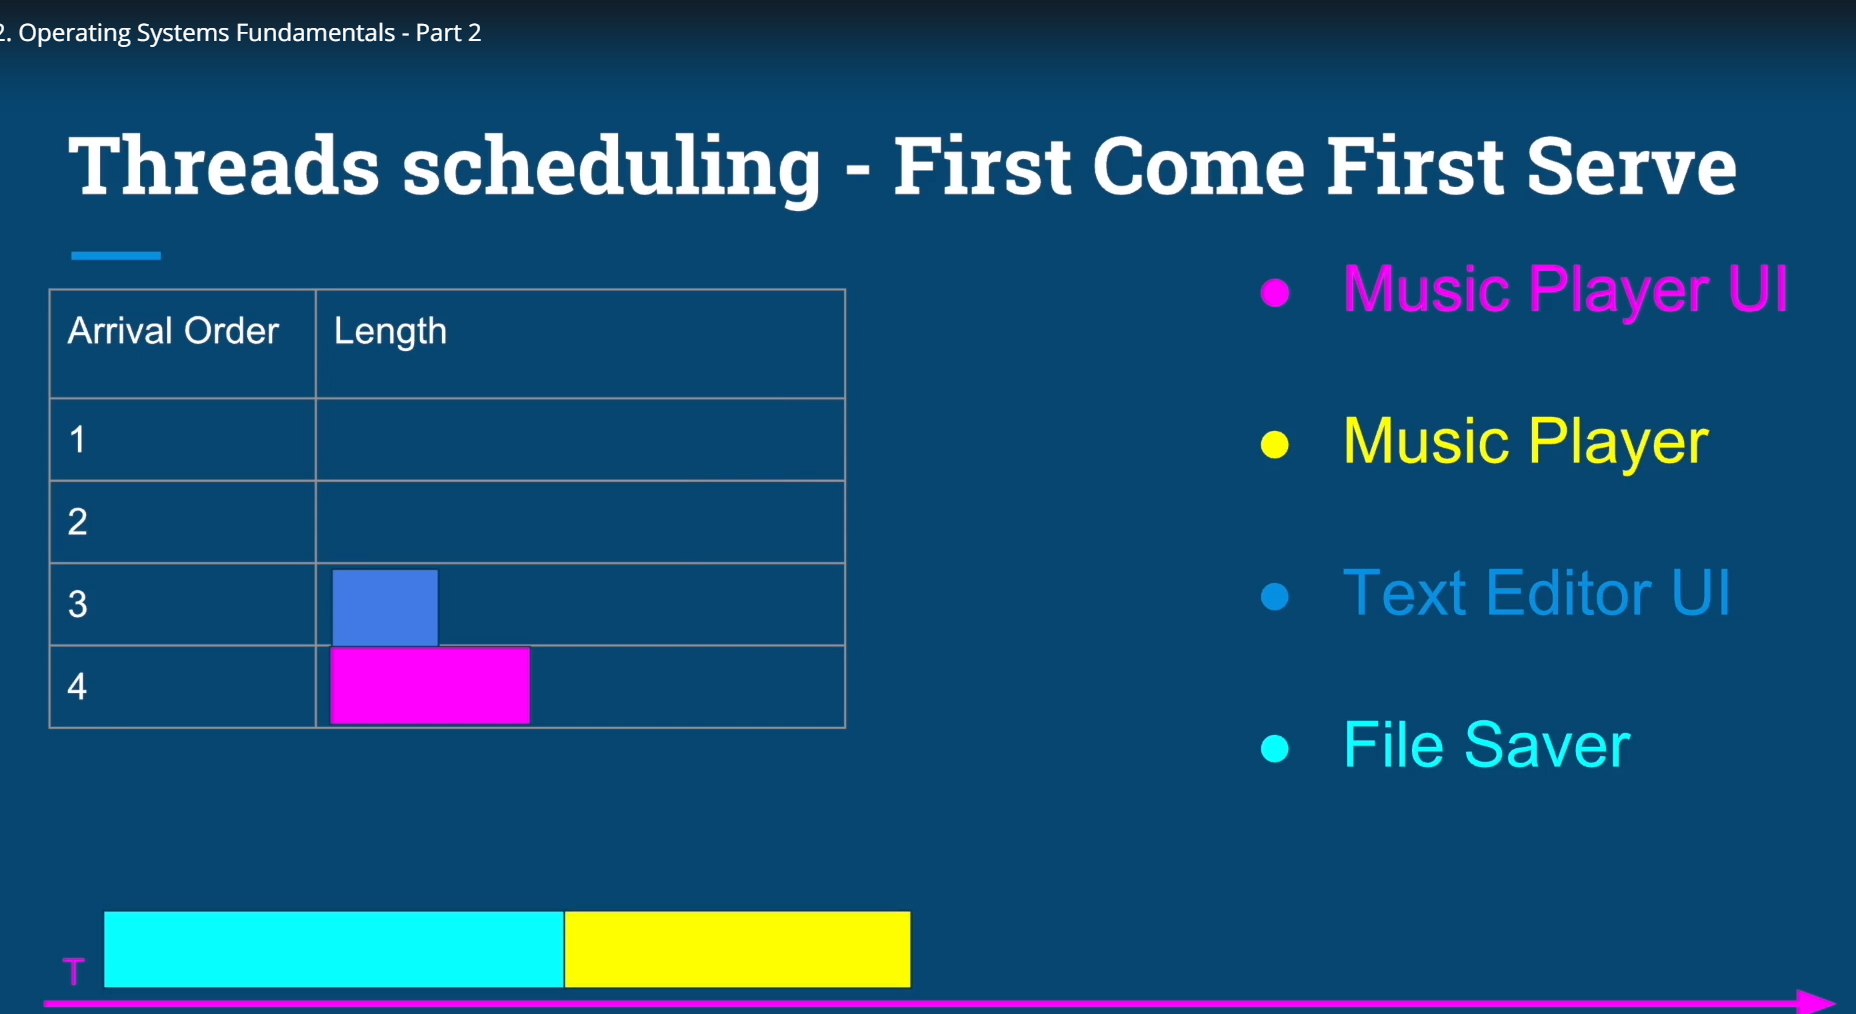 2. Operating Systems Fundamentals - Part 2
Threads scheduling - First Come First Serve
Arrival Order Length
1
2
3
4
Music Player UI
Music Player
Text Editor UI
File Saver
T